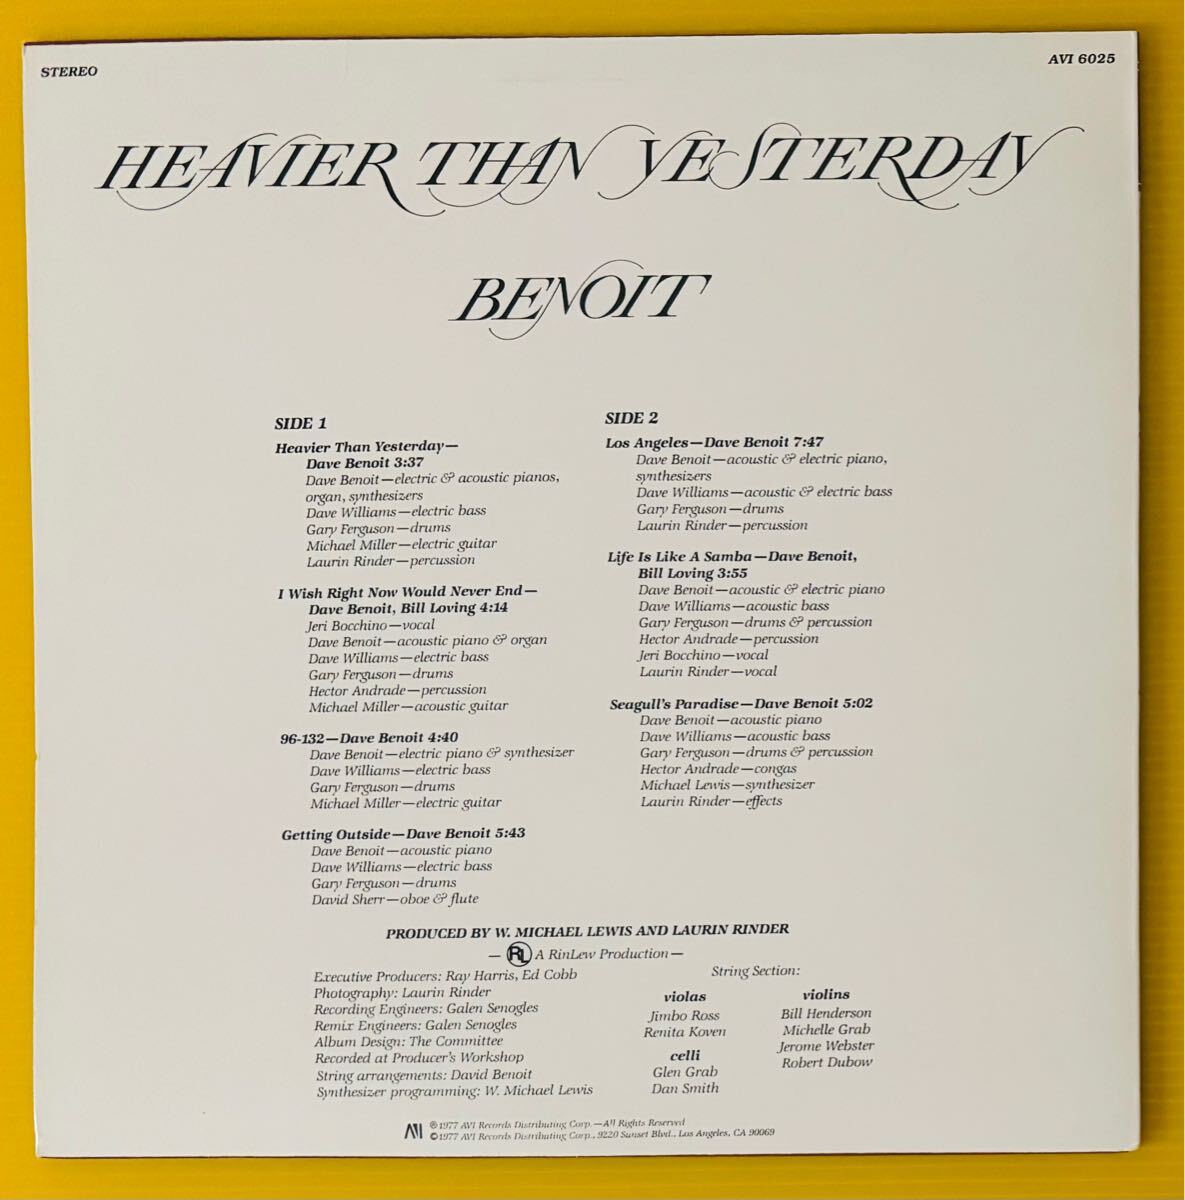 STEREO
AVI 6025
HEAVIER THAN YESTERDAY
BENOIT
SIDE 1
Heavier Than Yesterday—
Dave Benoit 3:37
Dave Benoit—electric & acoustic pianos,
organ, synthesizers
Dave Williams—electric bass
Gary Ferguson—drums
Michael Miller—electric guitar
Laurin Rinder—percussion
I Wish Right Now Would Never End—
Dave Benoit, Bill Loving 4:14
Jeri Bocchino—vocal
Dave Benoit—acoustic piano & organ
Dave Williams—electric bass
Gary Ferguson—drums
Hector Andrade—percussion
Michael Miller—acoustic guitar
96-132—Dave Benoit 4:40
Dave Benoit—electric piano & synthesizer
Dave Williams—electric bass
Gary Ferguson—drums
Michael Miller—electric guitar
Getting Outside—Dave Benoit 5:43
Dave Benoit—acoustic piano
Dave Williams—electric bass
Gary Ferguson—drums
David Sherr—oboe & flute
SIDE 2
Los Angeles—Dave Benoit 7:47
Dave Benoit—acoustic & electric piano,
synthesizers
Dave Williams—acoustic & electric bass
Gary Ferguson—drums
Laurin Rinder—percussion
Life Is Like A Samba—Dave Benoit,
Bill Loving 3:55
Dave Benoit—acoustic & electric piano
Dave Williams—acoustic bass
Gary Ferguson—drums & percussion
Hector Andrade—percussion
Jeri Bocchino—vocal
Laurin Rinder—vocal
Seagull's Paradise—Dave Benoit 5:02
Dave Benoit—acoustic piano
Dave Williams—acoustic bass
Gary Ferguson—drums & percussion
Hector Andrade—congas
Michael Lewis—synthesizer
Laurin Rinder—effects
PRODUCED BY W. MICHAEL LEWIS AND LAURIN RINDER
— RL A RinLew Production—
Executive Producers: Ray Harris, Ed Cobb
Photography: Laurin Rinder
Recording Engineers: Galen Senogles
Remix Engineers: Galen Senogles
Album Design: The Committee
Recorded at Producer's Workshop
String arrangements: David Benoit
Synthesizer programming: W. Michael Lewis
String Section:
violas
Jimbo Ross
Renita Koven
celli
Glen Grab
Dan Smith
violins
Bill Henderson
Michelle Grab
Jerome Webster
Robert Dubow
AVI
℗1977 AVI Records Distributing Corp.—All Rights Reserved
©1977 AVI Records Distributing Corp., 9220 Sunset Blvd., Los Angeles, CA 90069